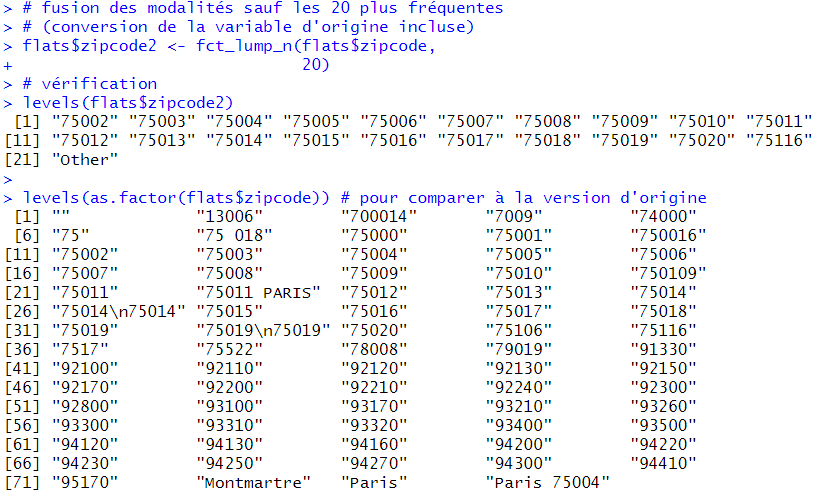 > # fusion des modalités sauf les 20 plus fréquentes
> # (conversion de la variable d'origine incluse)
> flats$zipcode2 <- fct_lump_n(flats$zipcode,
+                              20)
> # vérification
> levels(flats$zipcode2)
 [1] "75002" "75003" "75004" "75005" "75006" "75007" "75008" "75009" "75010" "75011"
[11] "75012" "75013" "75014" "75015" "75016" "75017" "75018" "75019" "75020" "75116"
[21] "Other"
>
> levels(as.factor(flats$zipcode)) # pour comparer à la version d'origine
 [1] ""             "13006"        "700014"       "7009"         "74000"
 [6] "75"           "75 018"       "75000"        "75001"        "750016"
[11] "75002"        "75003"        "75004"        "75005"        "75006"
[16] "75007"        "75008"        "75009"        "75010"        "750109"
[21] "75011"        "75011 PARIS"  "75012"        "75013"        "75014"
[26] "75014\n75014" "75015"        "75016"        "75017"        "75018"
[31] "75019"        "75019\n75019" "75020"        "75106"        "75116"
[36] "7517"         "75522"        "78008"        "79019"        "91330"
[41] "92100"        "92110"        "92120"        "92130"        "92150"
[46] "92170"        "92200"        "92210"        "92240"        "92300"
[51] "92800"        "93100"        "93170"        "93210"        "93260"
[56] "93300"        "93310"        "93320"        "93400"        "93500"
[61] "94120"        "94130"        "94160"        "94200"        "94220"
[66] "94230"        "94250"        "94270"        "94300"        "94410"
[71] "95170"        "Montmartre"   "Paris"        "Paris 75004"